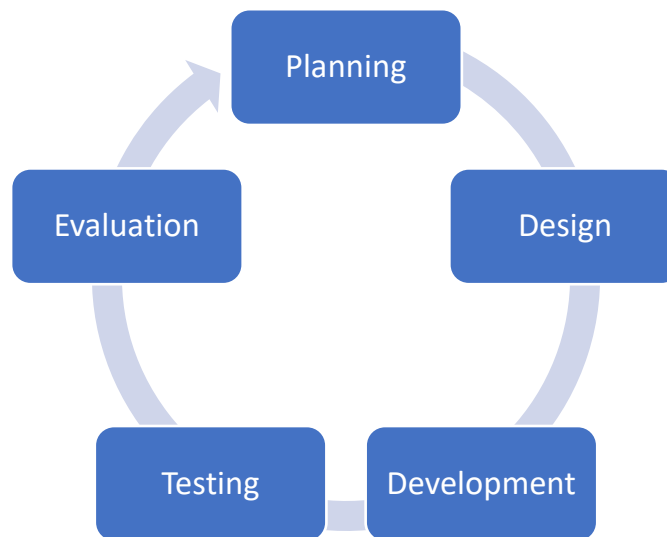 Planning
Design
Development
Testing
Evaluation